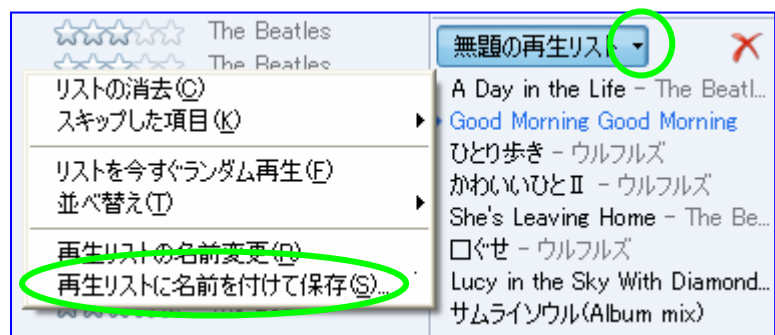 The Beatles
The Beatles
リストの消去(C)
スキップした項目(K)
リストを今すぐランダム再生(F)
並べ替え(T)
再生リストの名前変更(R)
再生リストに名前を付けて保存(S)...
無題の再生リスト
A Day in the Life - The Beatl...
Good Morning Good Morning
ひとり歩き - ウルフルズ
かわいいひとⅡ - ウルフルズ
She's Leaving Home - The Be...
口ぐせ - ウルフルズ
Lucy in the Sky With Diamond...
サムライソウル(Album mix)